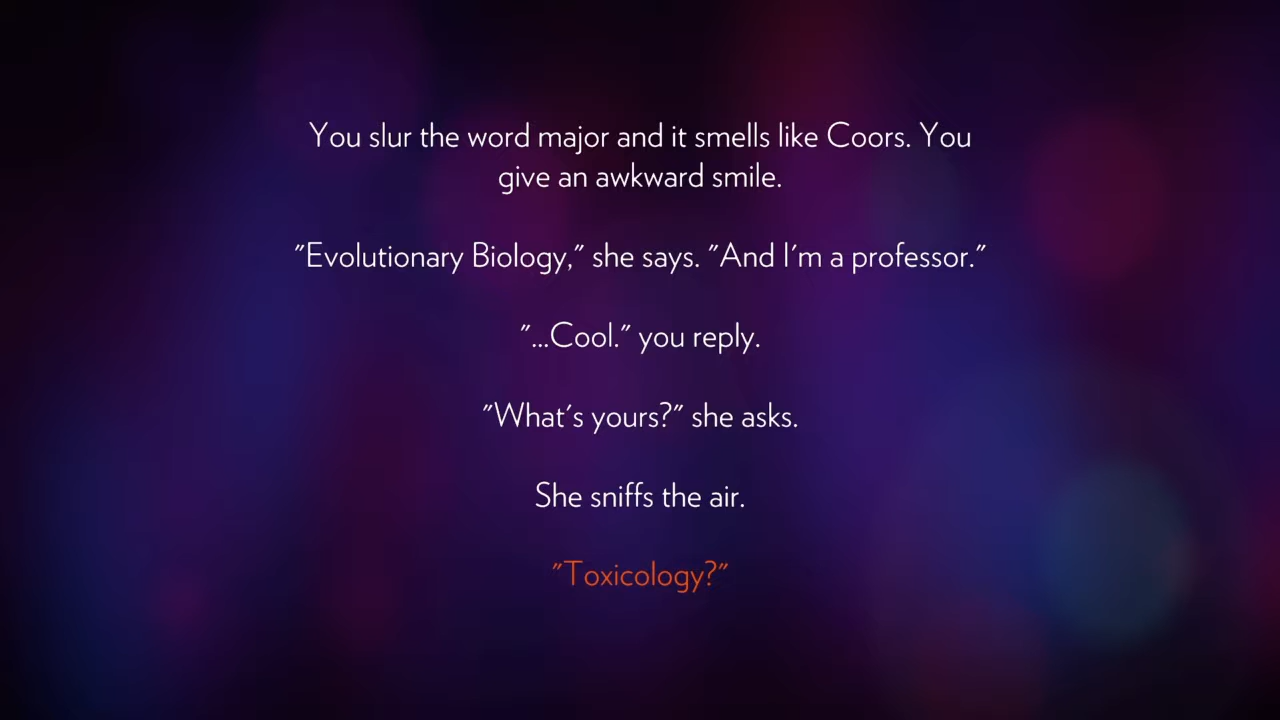 You slur the word major and it smells like Coors. You
give an awkward smile.
"Evolutionary Biology," she says. "And I'm a professor."
"...Cool." you reply.
"What's yours?" she asks.
She sniffs the air.
"Toxicology?"